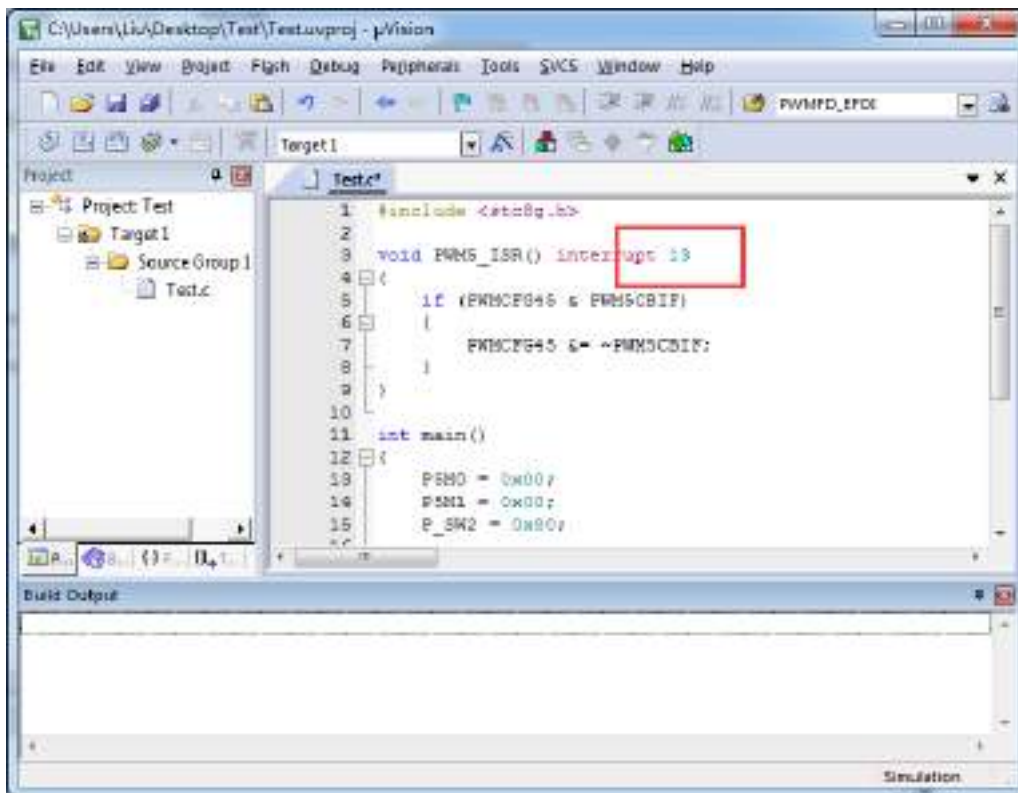 C:\Users\Liu\Desktop\Test\Test.uvproj - µVision
File Edit View Project Flash Debug Peripherals Tools SVCS Window Help
Target 1
Project
Test.c*
Project: Test
Target 1
Source Group 1
Test.c
1 #include <stc8g.h>
2
3 void PWM5_ISR() interrupt 13
4 {
5 if (PWMCFG45 & PWM5CBIF)
6 {
7 PWMCFG45 &= ~PWM5CBIF;
8 }
9 }
10
11 int main()
12 {
13 P5M0 = 0x00;
14 P5M1 = 0x00;
15 P_SW2 = 0x80;
Build Output
Simulation